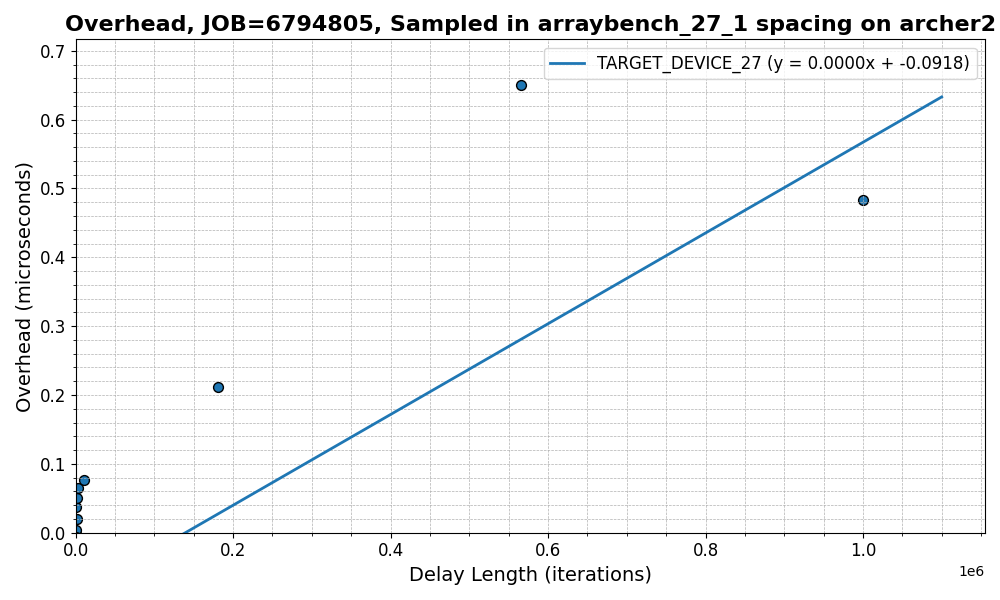 Overhead, JOB=6794805, Sampled in arraybench_27_1 spacing on archer2
TARGET_DEVICE_27 (y = 0.0000x + -0.0918)
Overhead (microseconds)
0.7
0.6
0.5
0.4
0.3
0.2
0.1
0.0
0.0 0.2 0.4 0.6 0.8 1.0
1e6
Delay Length (iterations)